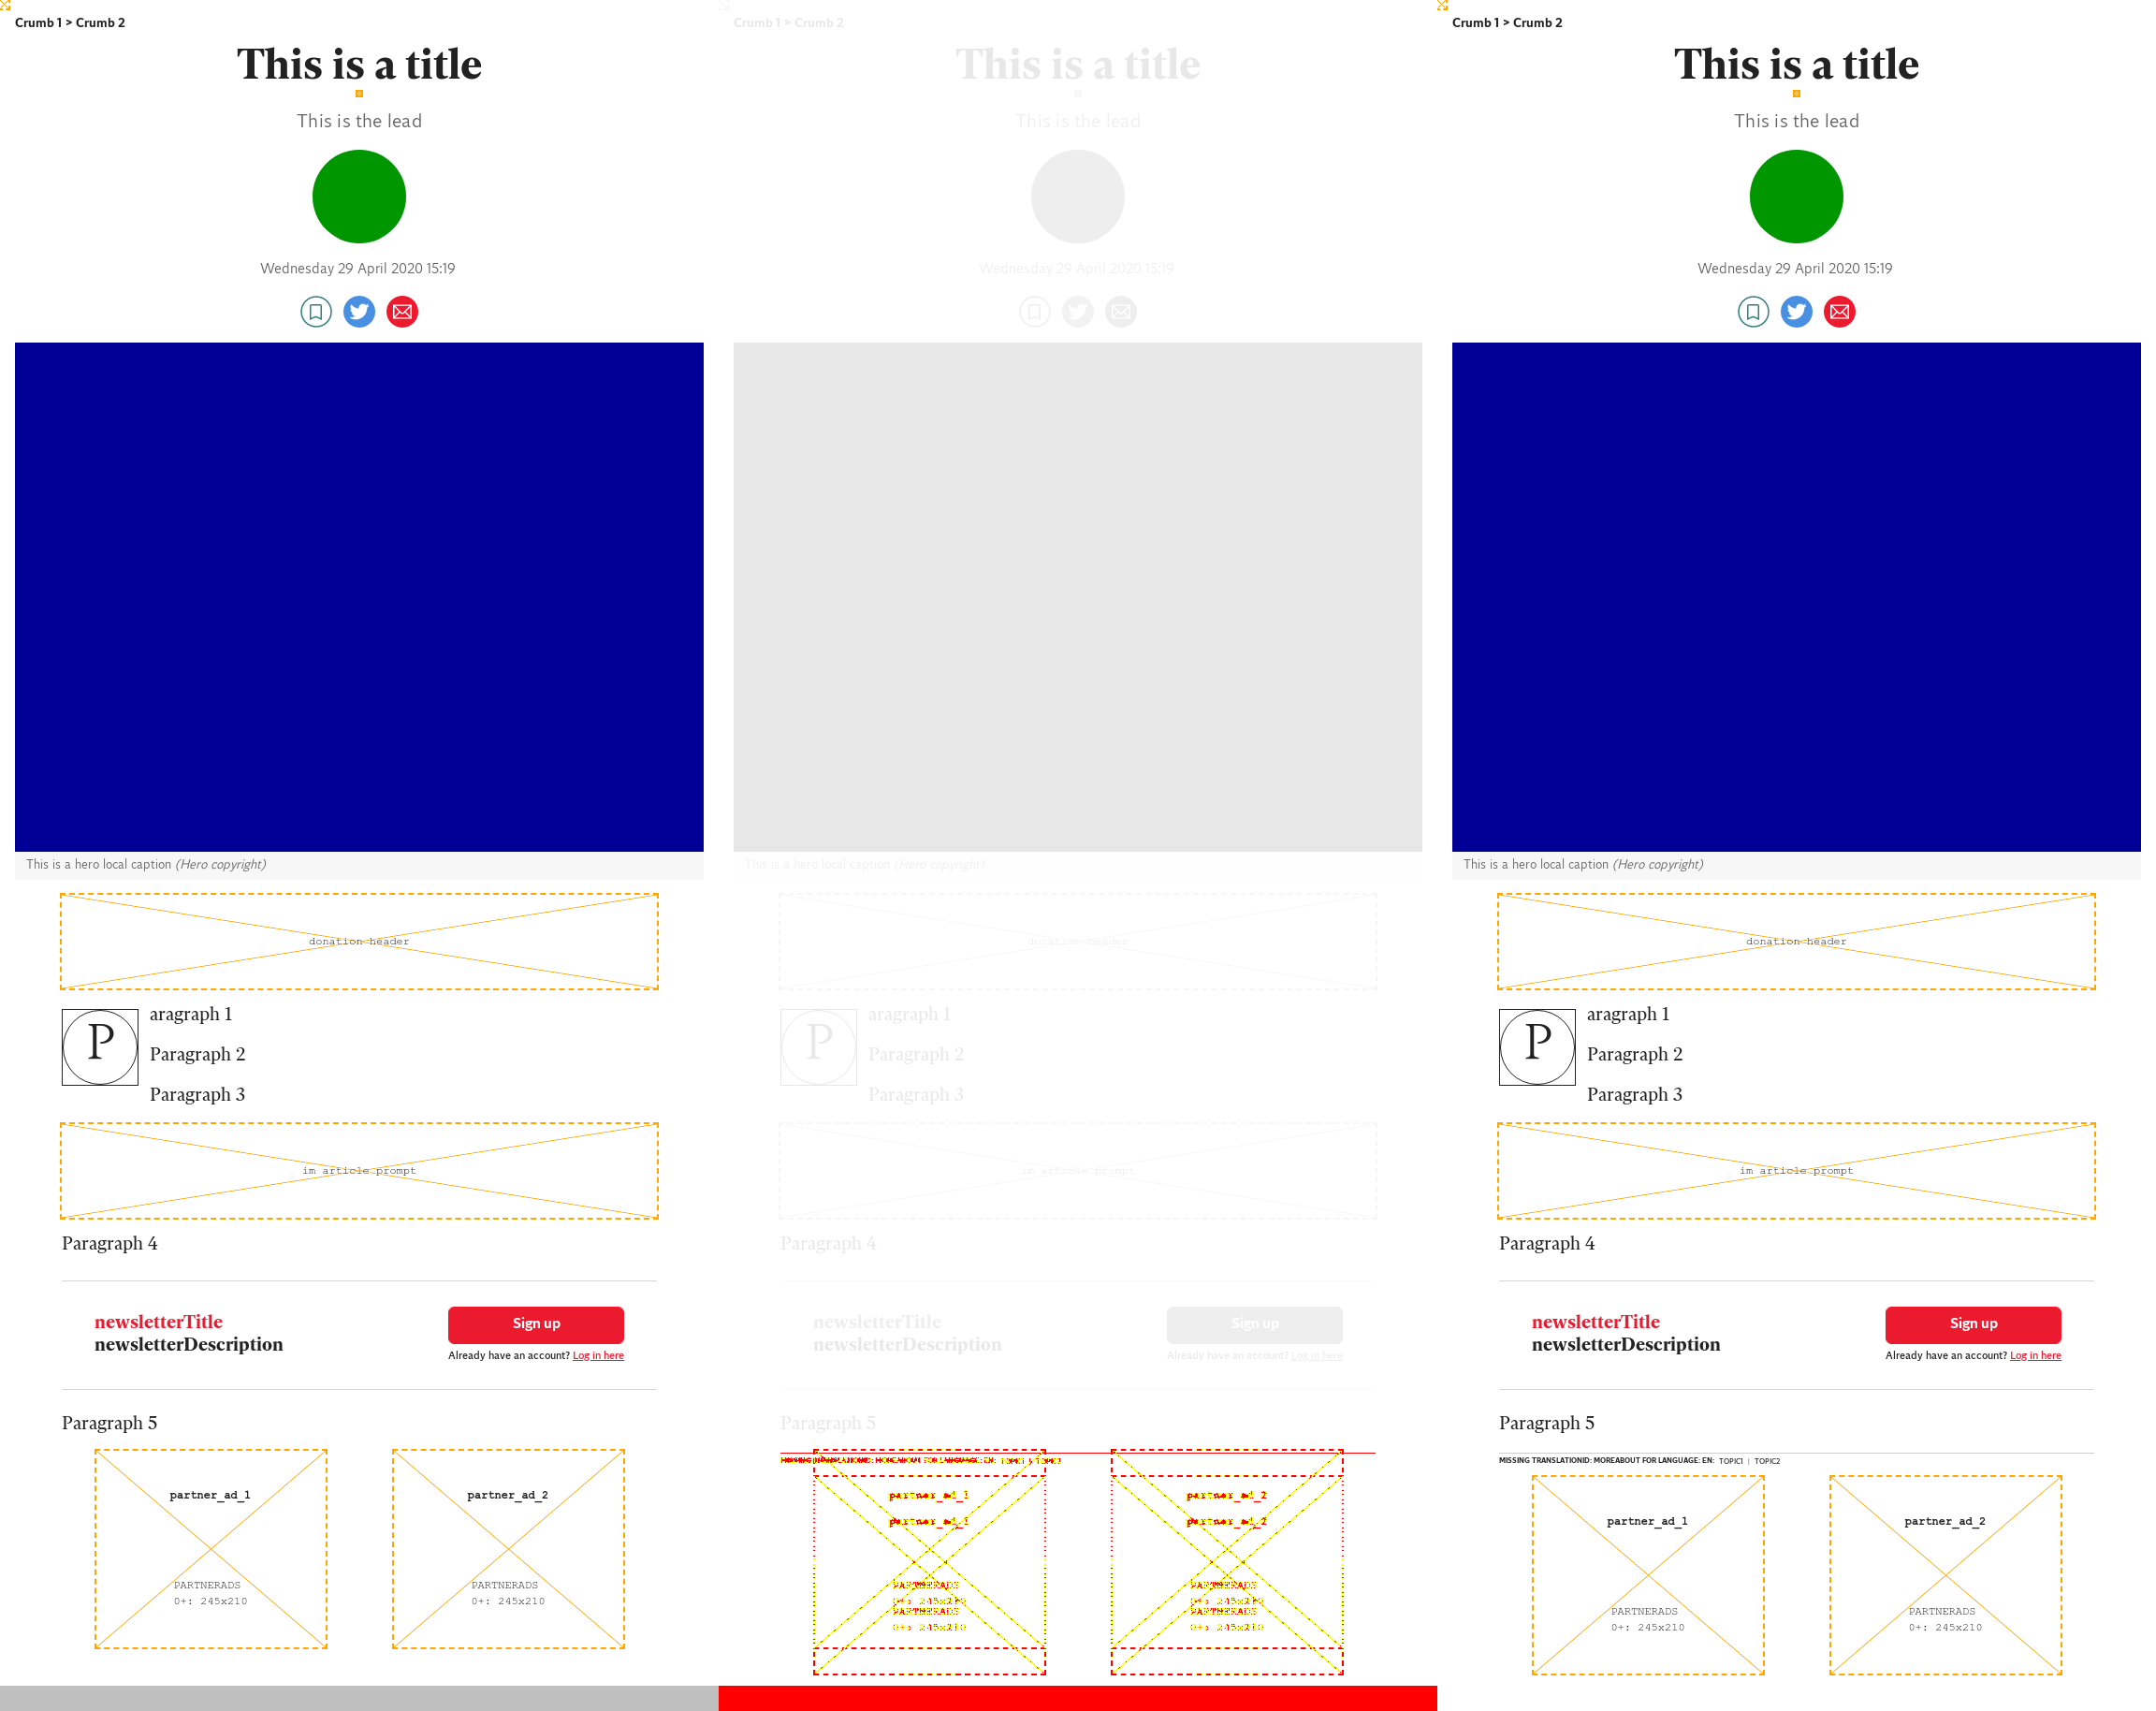 Crumb 1 > Crumb 2
This is a title
This is the lead
Wednesday 29 April 2020 15:19
This is a hero local caption (Hero copyright)
donation header
P
aragraph 1
Paragraph 2
Paragraph 3
im article prompt
Paragraph 4
newsletterTitle
newsletterDescription
Sign up
Already have an account? Log in here
Paragraph 5
partner_ad_1
PARTNERADS
0+: 245x210
partner_ad_2
PARTNERADS
0+: 245x210
Crumb 1 > Crumb 2
This is a title
This is the lead
Wednesday 29 April 2020 15:19
This is a hero local caption (Hero copyright)
donation header
P
aragraph 1
Paragraph 2
Paragraph 3
im article prompt
Paragraph 4
newsletterTitle
newsletterDescription
Sign up
Already have an account? Log in here
Paragraph 5
MISSING TRANSLATIONID: MOREABOUT FOR LANGUAGE: EN: TOPIC1 | TOPIC2
partner_ad_1
partner_ad_1
PARTNERADS
0+: 245x210
PARTNERADS
0+: 245x210
partner_ad_2
partner_ad_2
PARTNERADS
0+: 245x210
PARTNERADS
0+: 245x210
Crumb 1 > Crumb 2
This is a title
This is the lead
Wednesday 29 April 2020 15:19
This is a hero local caption (Hero copyright)
donation header
P
aragraph 1
Paragraph 2
Paragraph 3
im article prompt
Paragraph 4
newsletterTitle
newsletterDescription
Sign up
Already have an account? Log in here
Paragraph 5
MISSING TRANSLATIONID: MOREABOUT FOR LANGUAGE: EN: TOPIC1 | TOPIC2
partner_ad_1
PARTNERADS
0+: 245x210
partner_ad_2
PARTNERADS
0+: 245x210